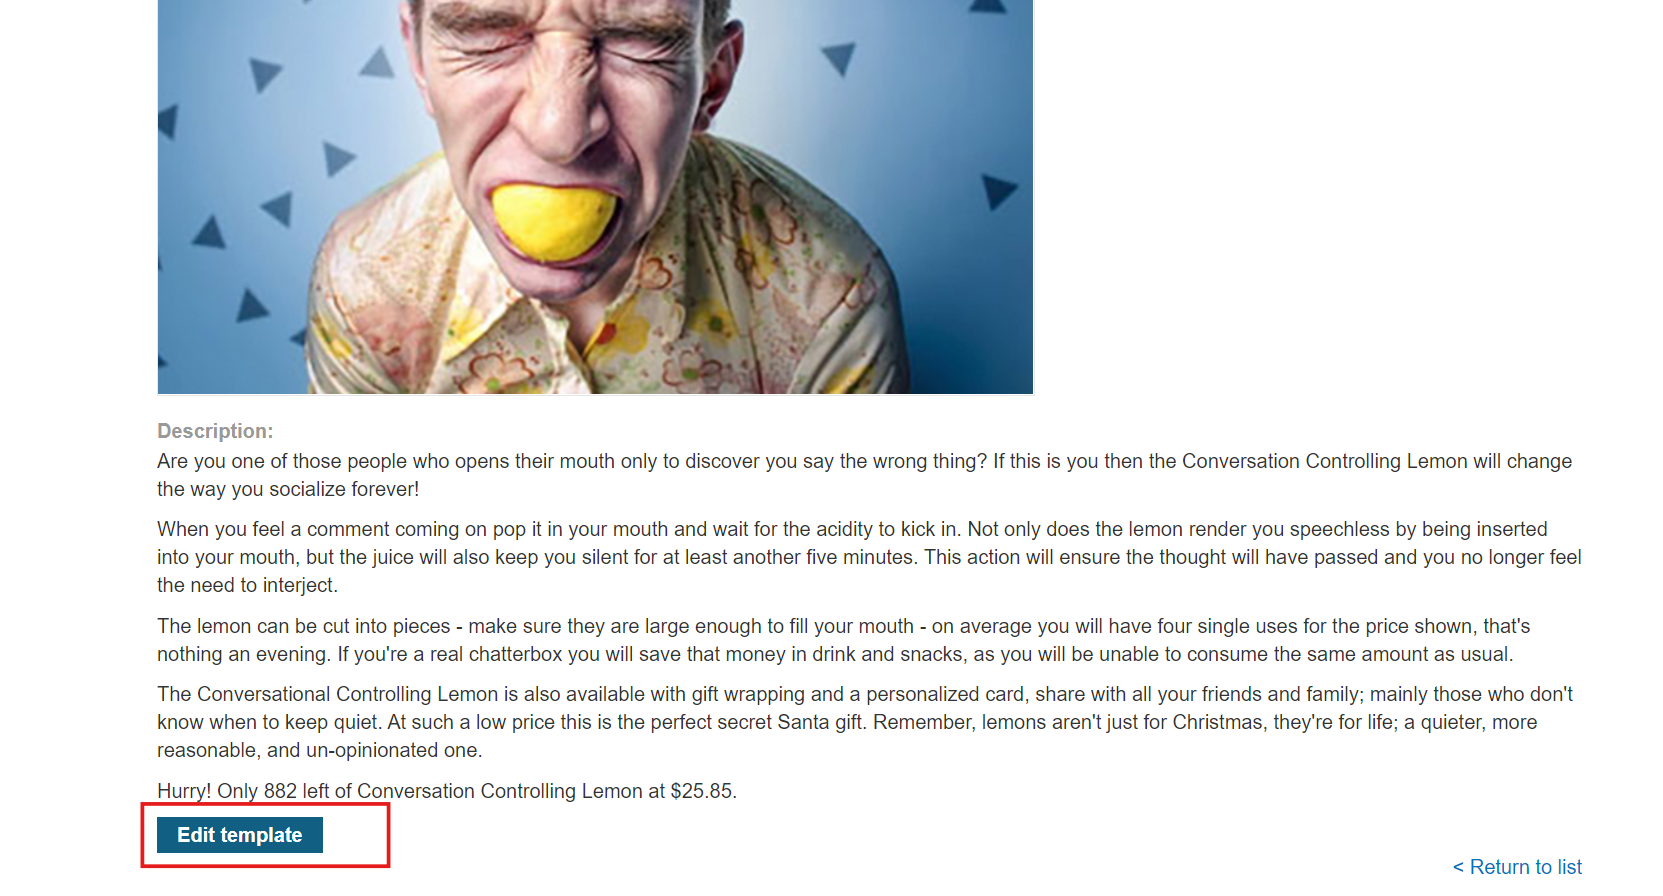 Description:
Are you one of those people who opens their mouth only to discover you say the wrong thing? If this is you then the Conversation Controlling Lemon will change
the way you socialize forever!
When you feel a comment coming on pop it in your mouth and wait for the acidity to kick in. Not only does the lemon render you speechless by being inserted
into your mouth, but the juice will also keep you silent for at least another five minutes. This action will ensure the thought will have passed and you no longer feel
the need to interject.
The lemon can be cut into pieces - make sure they are large enough to fill your mouth - on average you will have four single uses for the price shown, that's
nothing an evening. If you're a real chatterbox you will save that money in drink and snacks, as you will be unable to consume the same amount as usual.
The Conversational Controlling Lemon is also available with gift wrapping and a personalized card, share with all your friends and family; mainly those who don't
know when to keep quiet. At such a low price this is the perfect secret Santa gift. Remember, lemons aren't just for Christmas, they're for life; a quieter, more
reasonable, and un-opinionated one.
Hurry! Only 882 left of Conversation Controlling Lemon at $25.85.
Edit template
< Return to list